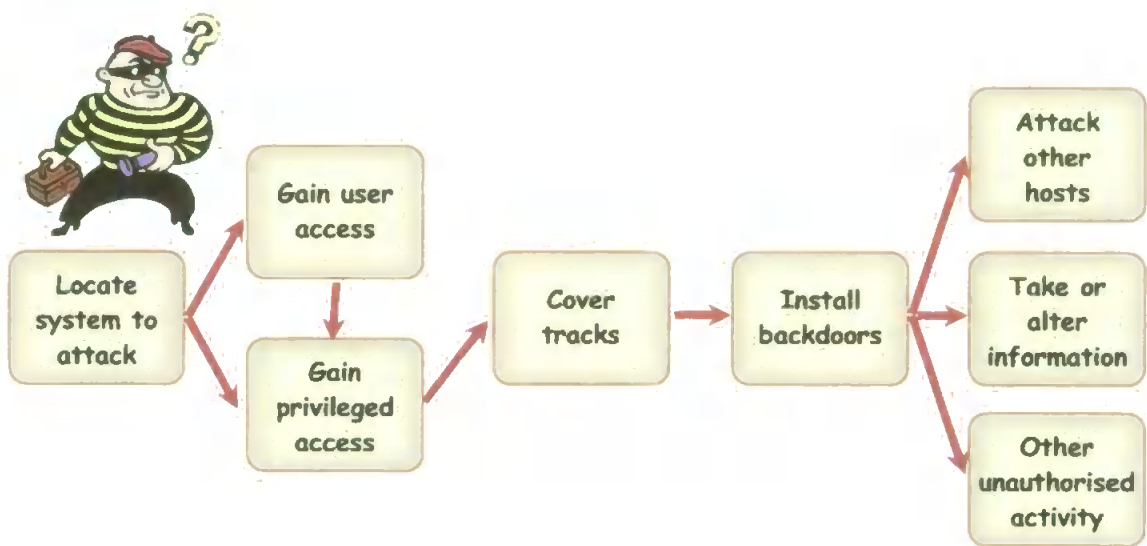 ?
Locate
system to
attack
Gain user
access
Gain
privileged
access
Cover
tracks
Install
backdoors
Attack
other
hosts
Take or
alter
information
Other
unauthorised
activity